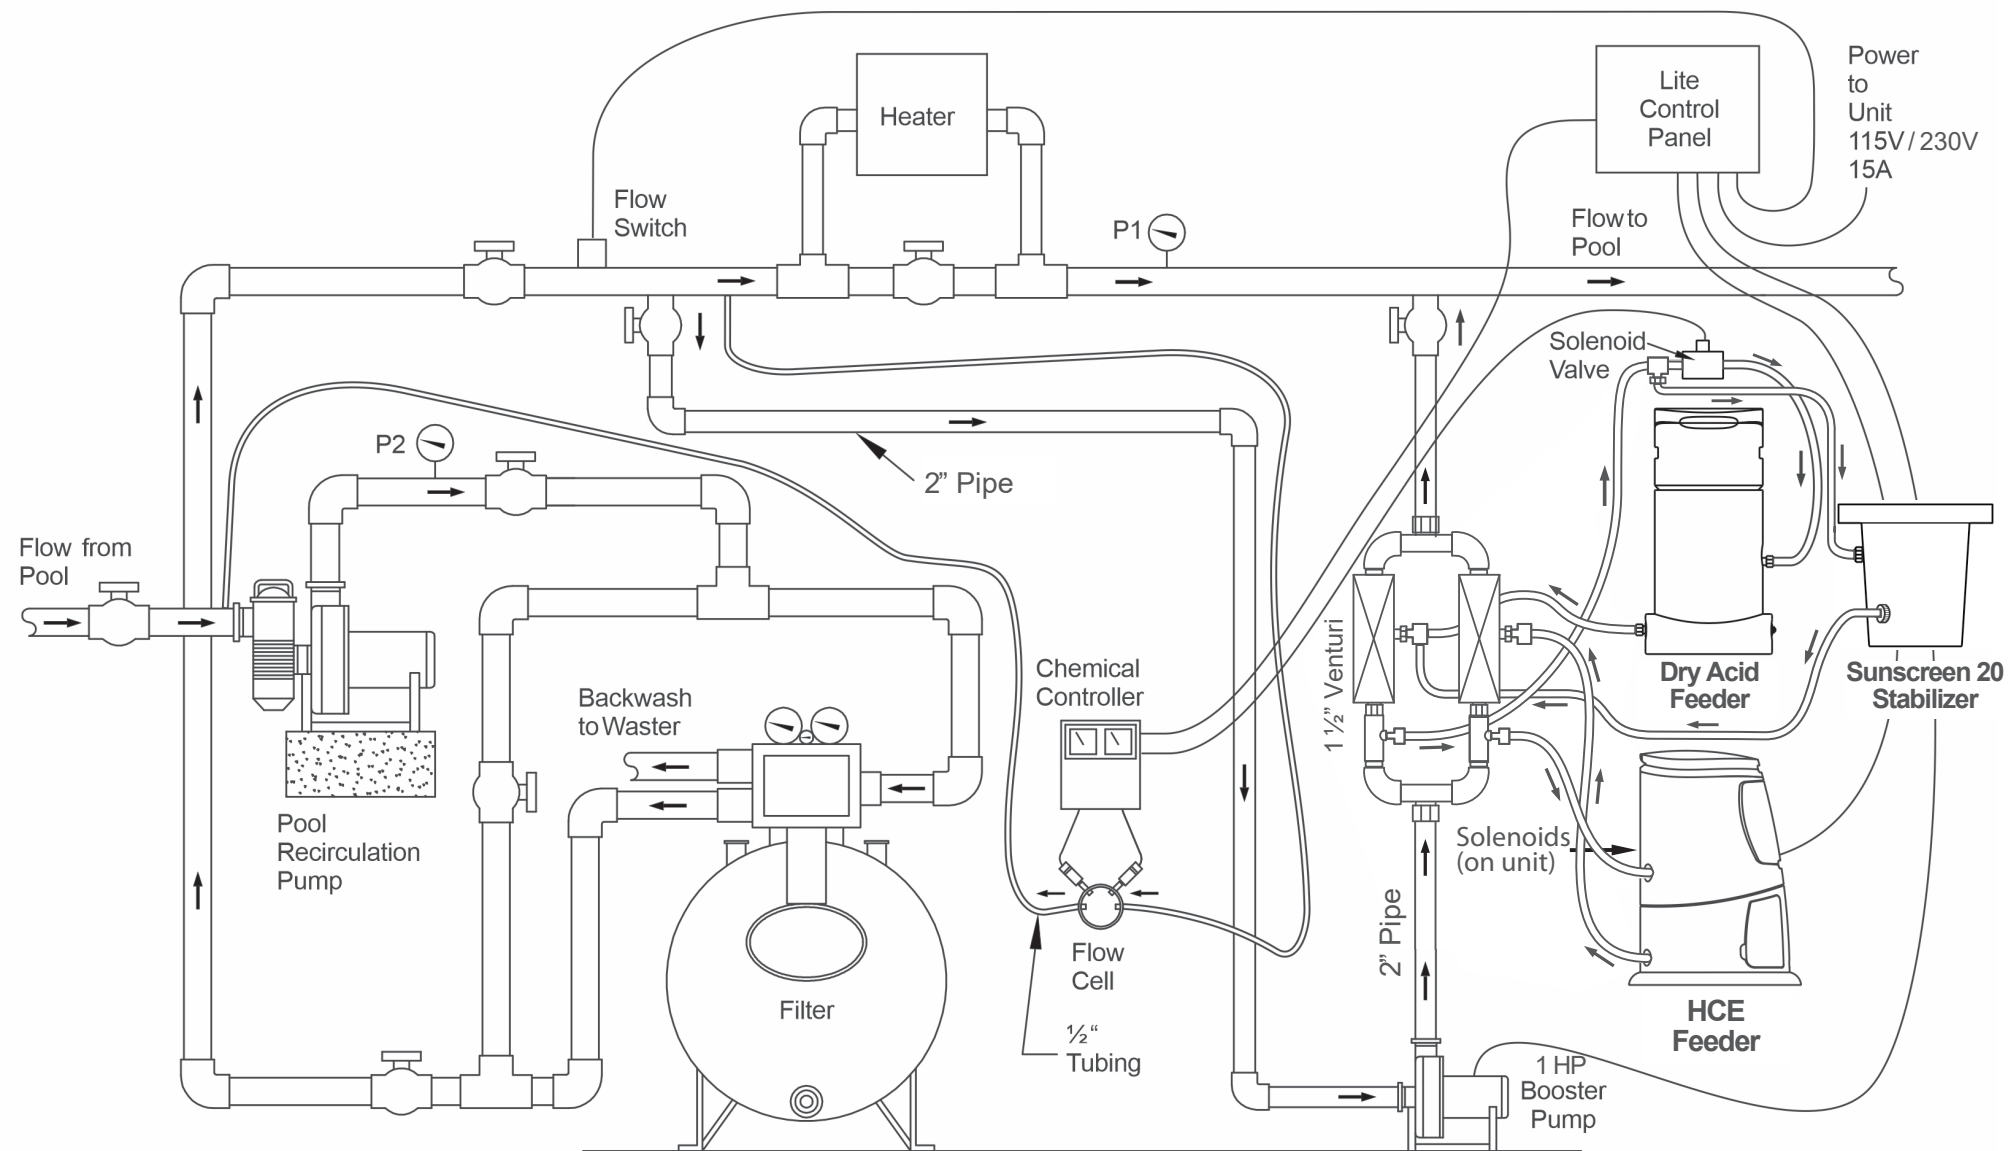 Heater
Lite
Control
Panel
Power
to
Unit
115V / 230V
15A
Flow
Switch
P1
Flow to
Pool
Solenoid
Valve
P2
2” Pipe
Flow from
Pool
1 ½” Venturi
Chemical
Controller
Dry Acid
Feeder
Sunscreen 20
Stabilizer
Backwash
to Waster
Pool
Recirculation
Pump
Solenoids
(on unit)
2” Pipe
Flow
Cell
Filter
½“
Tubing
HCE
Feeder
1 HP
Booster
Pump